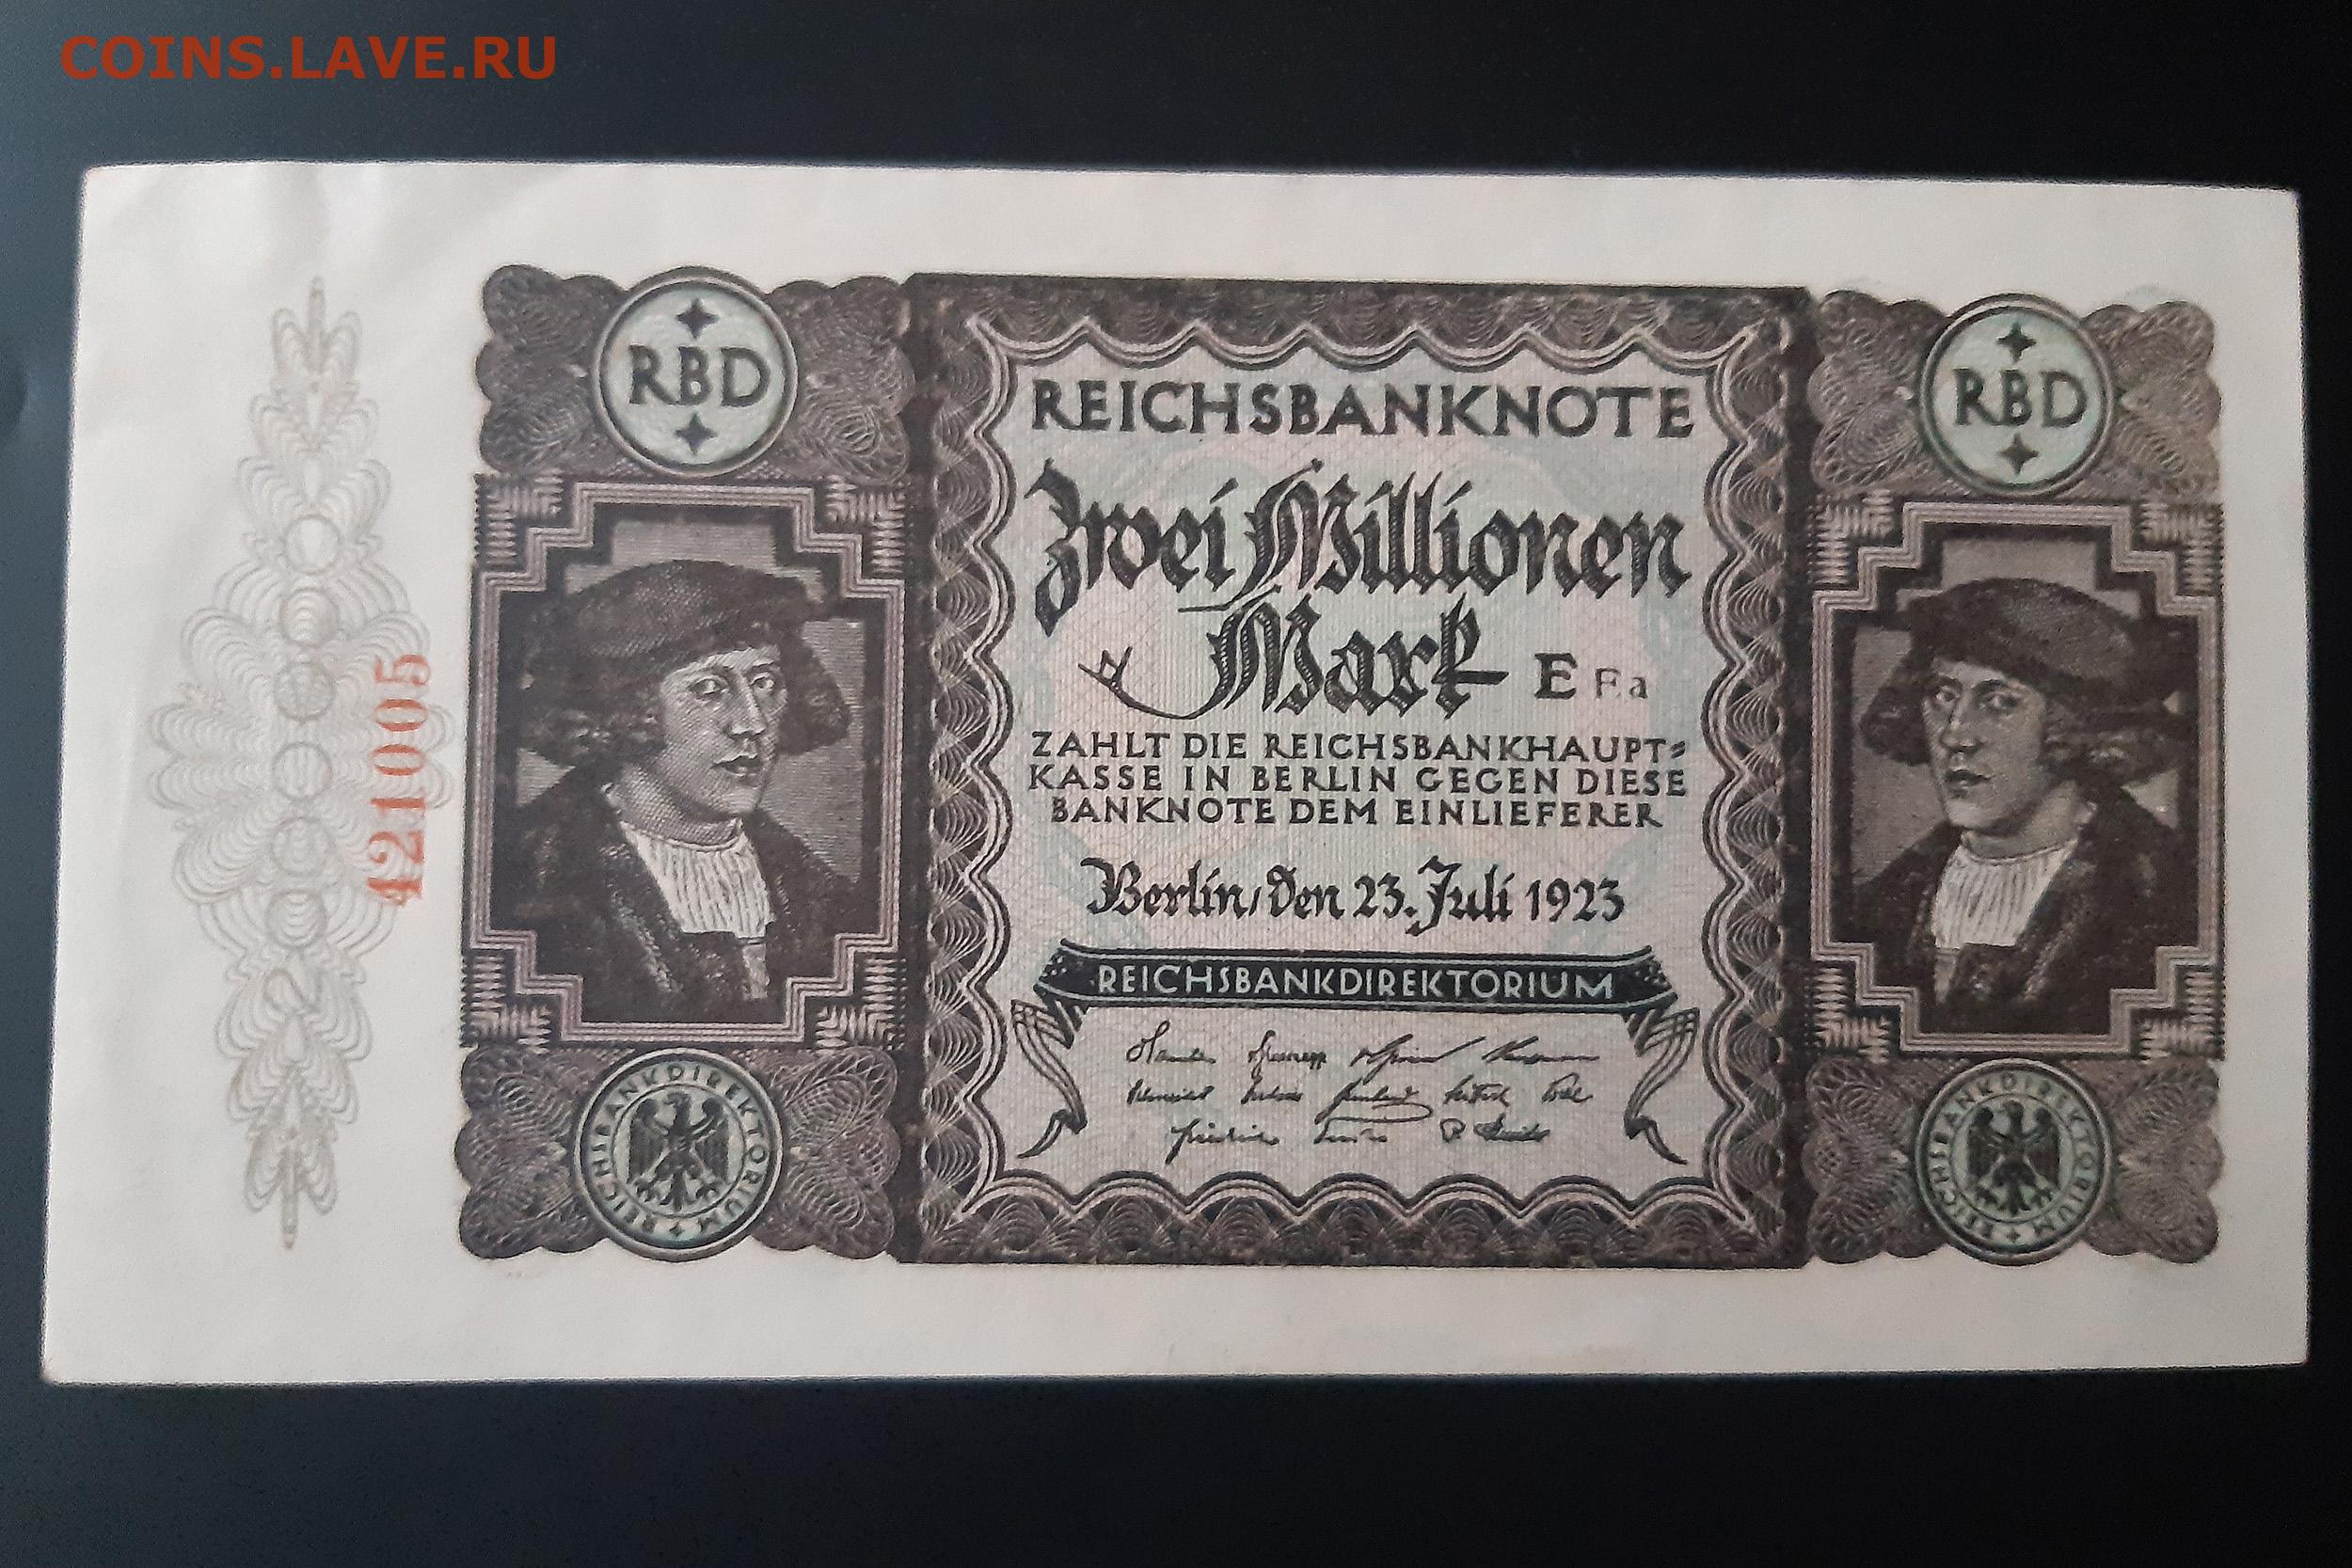 COINS.LAVE.RU
RBD
REICHSBANKNOTE
Zwei Millionen
Mark E
ZAHLT DIE REICHSBANKHAUPT=
KASSE IN BERLIN GEGEN DIESE
BANKNOTE DEM EINLIEFERER
Berlin, den 23. Juli 1923
REICHSBANKDIREKTORIUM
RBD
421005
REICHSBANKDIREKTORIUM
REICHSBANKDIREKTORIUM